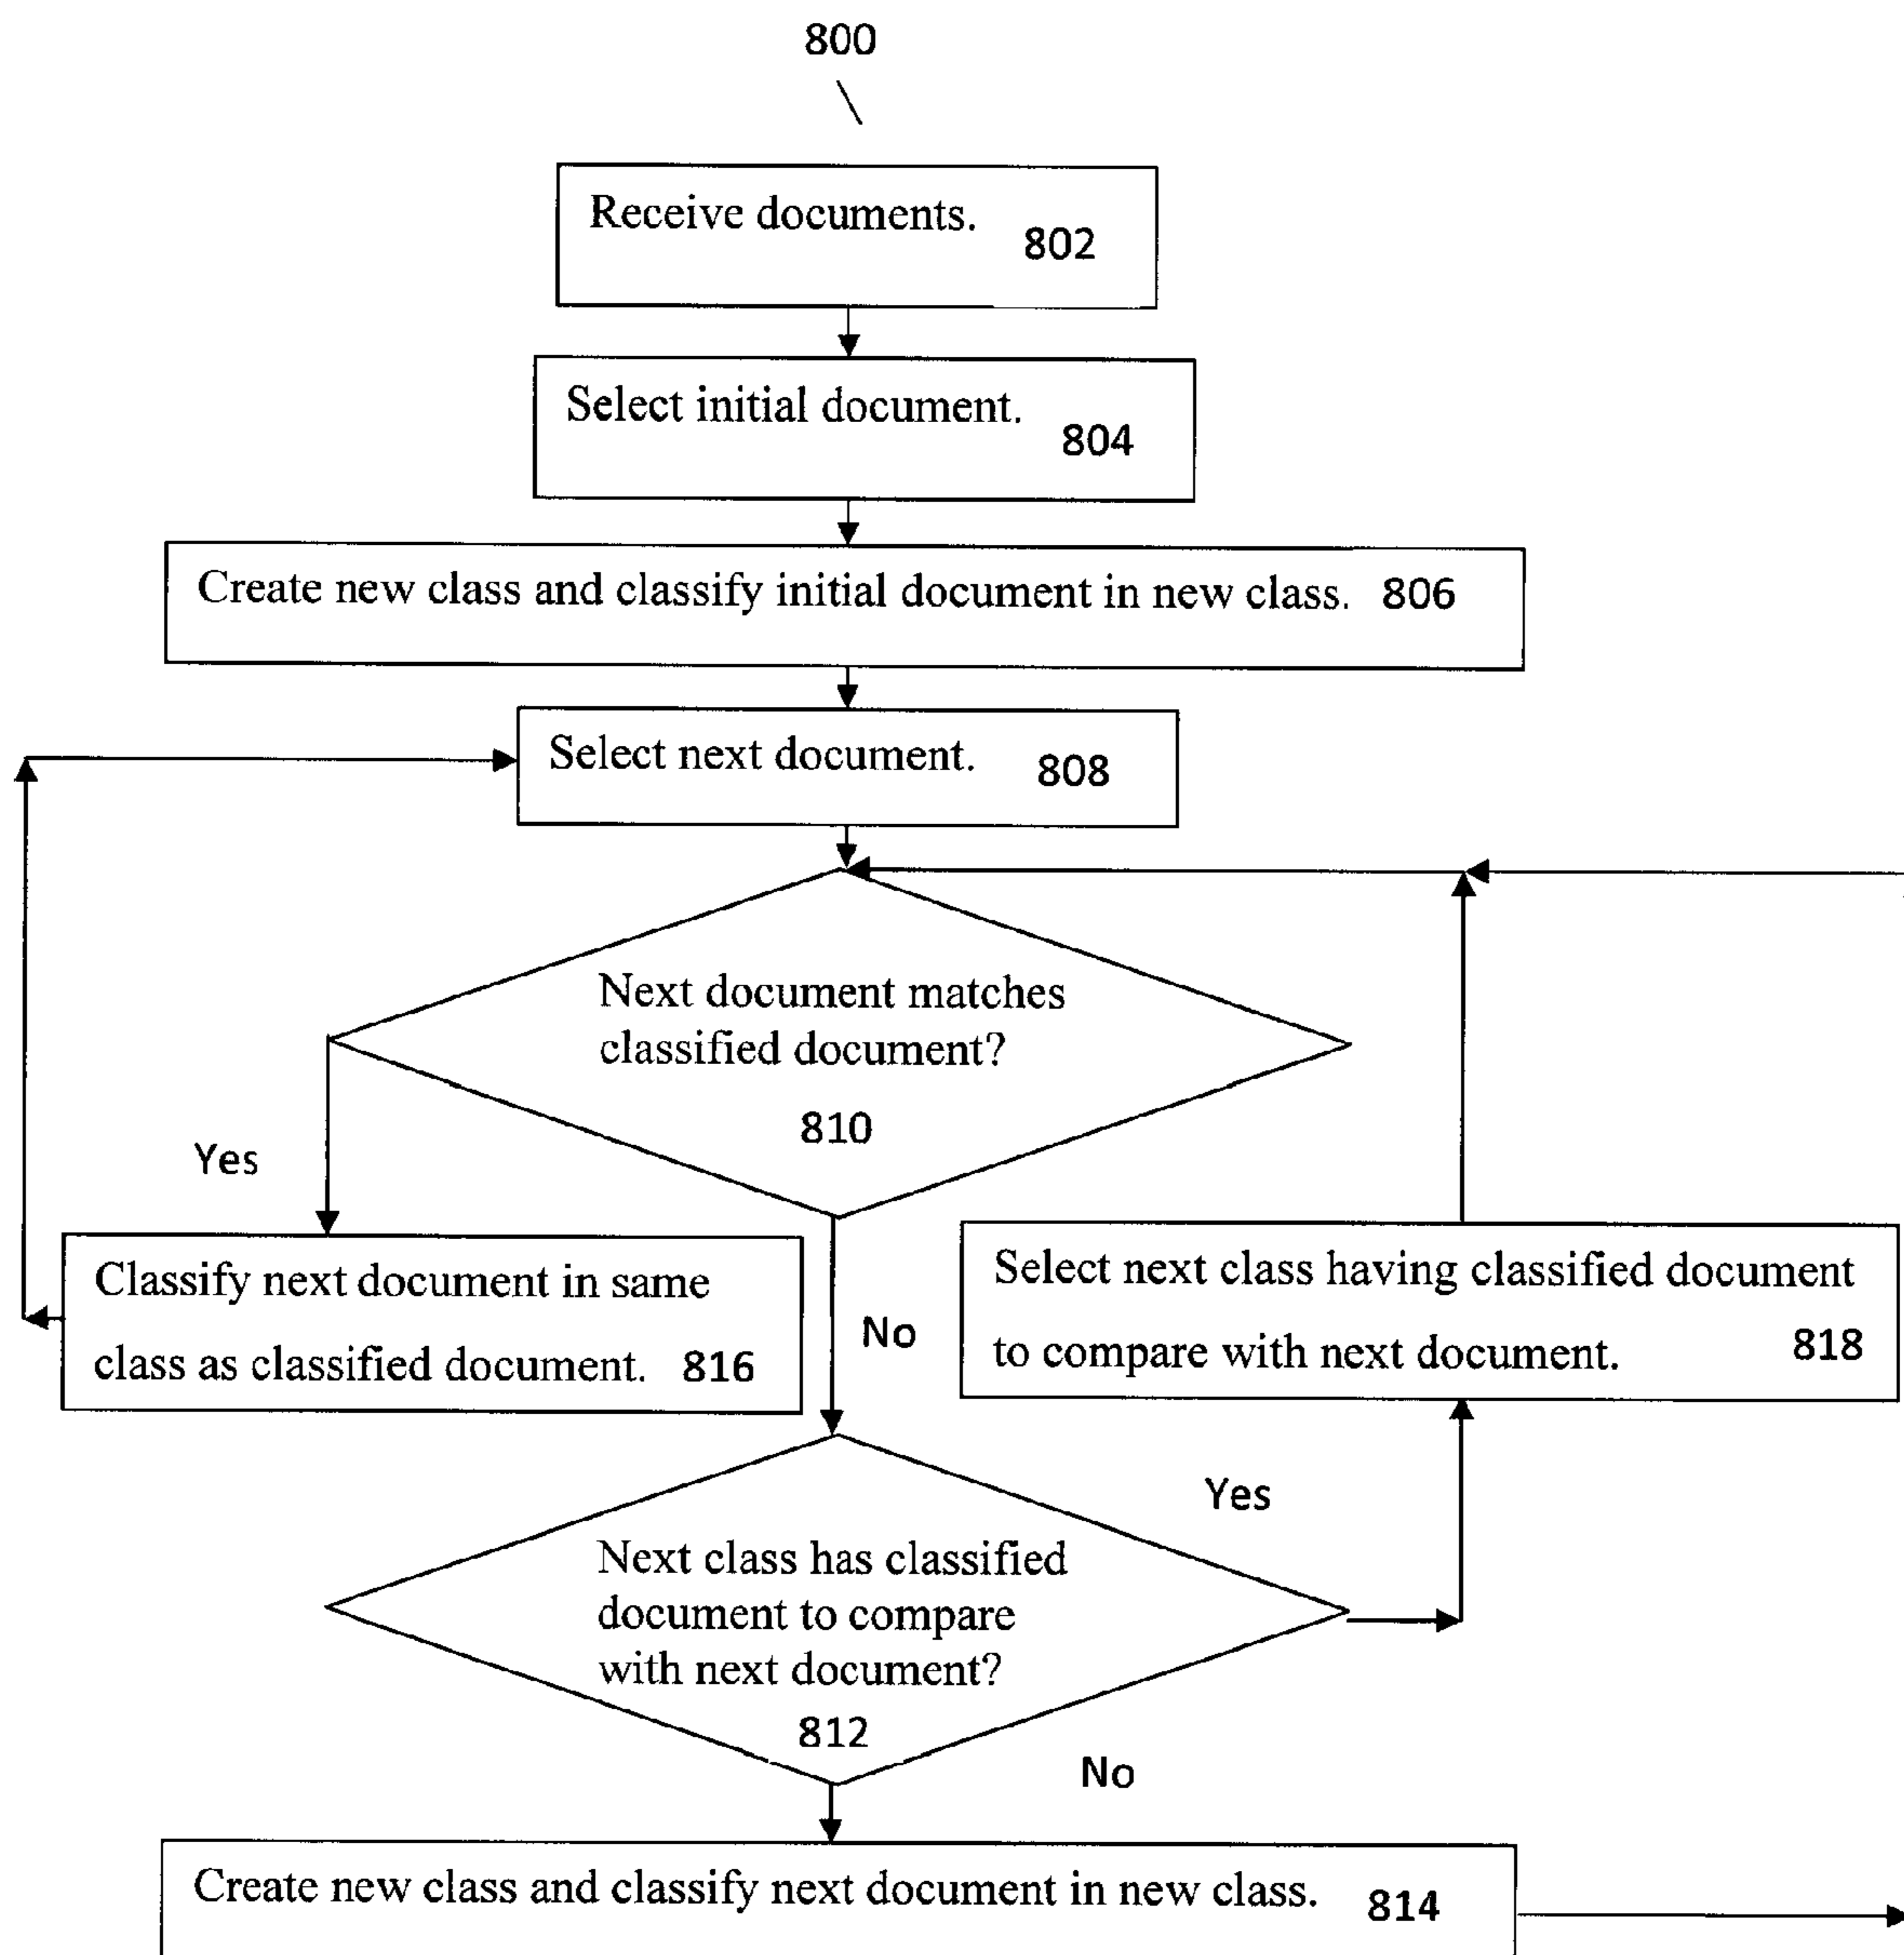 800
Receive documents.
802
Select initial document.
804
Create new class and classify initial document in new class. 806
Select next document.
808
Next document matches
classified document?
810
Yes
Classify next document in same
class as classified document. 816
No
Select next class having classified document
to compare with next document. 818
Yes
Next class has classified
document to compare
with next document?
812
No
Create new class and classify next document in new class. 814